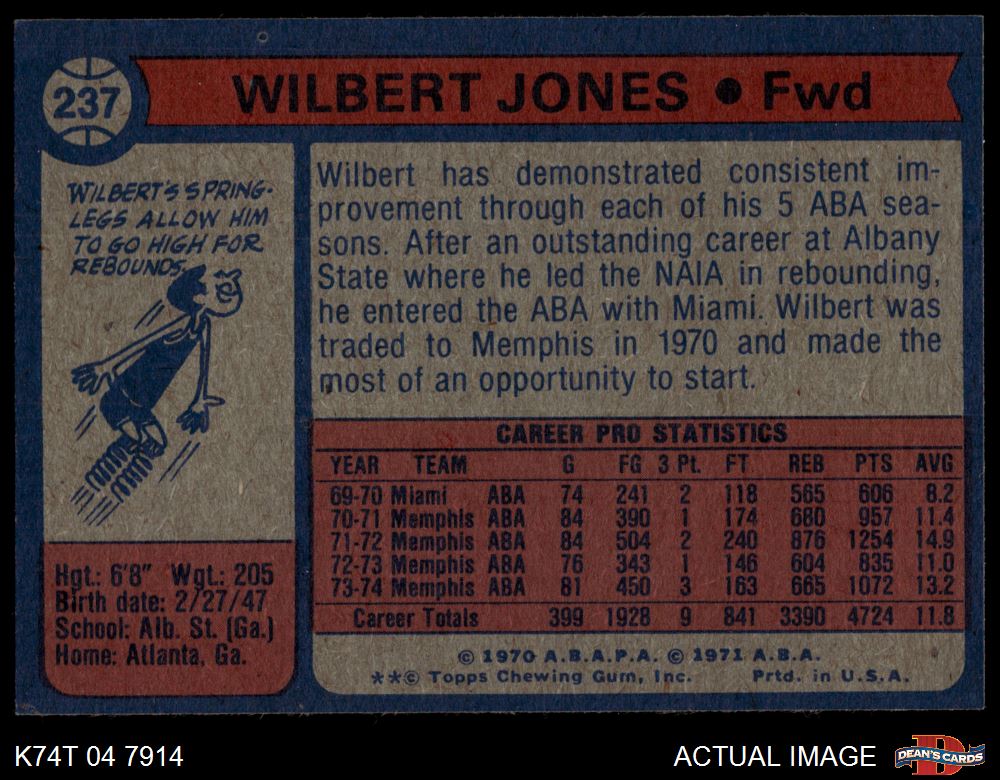 237
WILBERT JONES ● Fwd
WILBERT'S SPRING-
LEGS ALLOW HIM
TO GO HIGH FOR
REBOUNDS.
Wilbert has demonstrated consistent im-
provement through each of his 5 ABA sea-
sons. After an outstanding career at Albany
State where he led the NAIA in rebounding,
he entered the ABA with Miami. Wilbert was
traded to Memphis in 1970 and made the
most of an opportunity to start.
Hgt.: 6'8" Wgt.: 205
Birth date: 2/27/47
School: Alb. St. (Ga.)
Home: Atlanta, Ga.
CAREER PRO STATISTICS
YEAR TEAM G FG 3 Pt. FT REB PTS AVG
69-70 Miami ABA 74 241 2 118 565 606 8.2
70-71 Memphis ABA 84 390 1 174 680 957 11.4
71-72 Memphis ABA 84 504 2 240 876 1254 14.9
72-73 Memphis ABA 76 343 1 146 604 835 11.0
73-74 Memphis ABA 81 450 3 163 665 1072 13.2
Career Totals 399 1928 9 841 3390 4724 11.8
© 1970 A.B.A.P.A. © 1971 A.B.A.
**© Topps Chewing Gum, Inc. Prtd. in U.S.A.
K74T 04 7914
ACTUAL IMAGE
DEAN'S CARDS